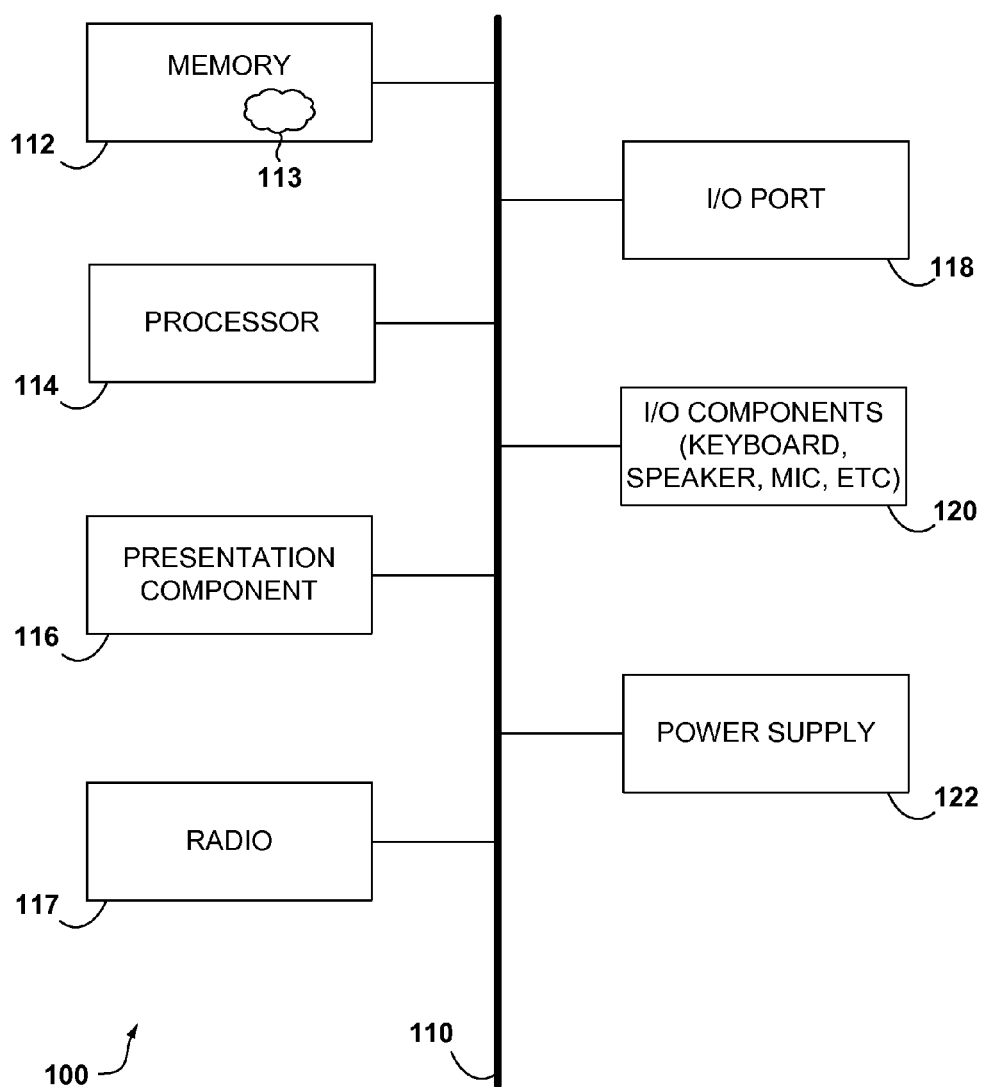 MEMORY
112
113
I/O PORT
118
PROCESSOR
114
I/O COMPONENTS
(KEYBOARD,
SPEAKER, MIC, ETC)
120
PRESENTATION
COMPONENT
116
POWER SUPPLY
122
RADIO
117
100
110